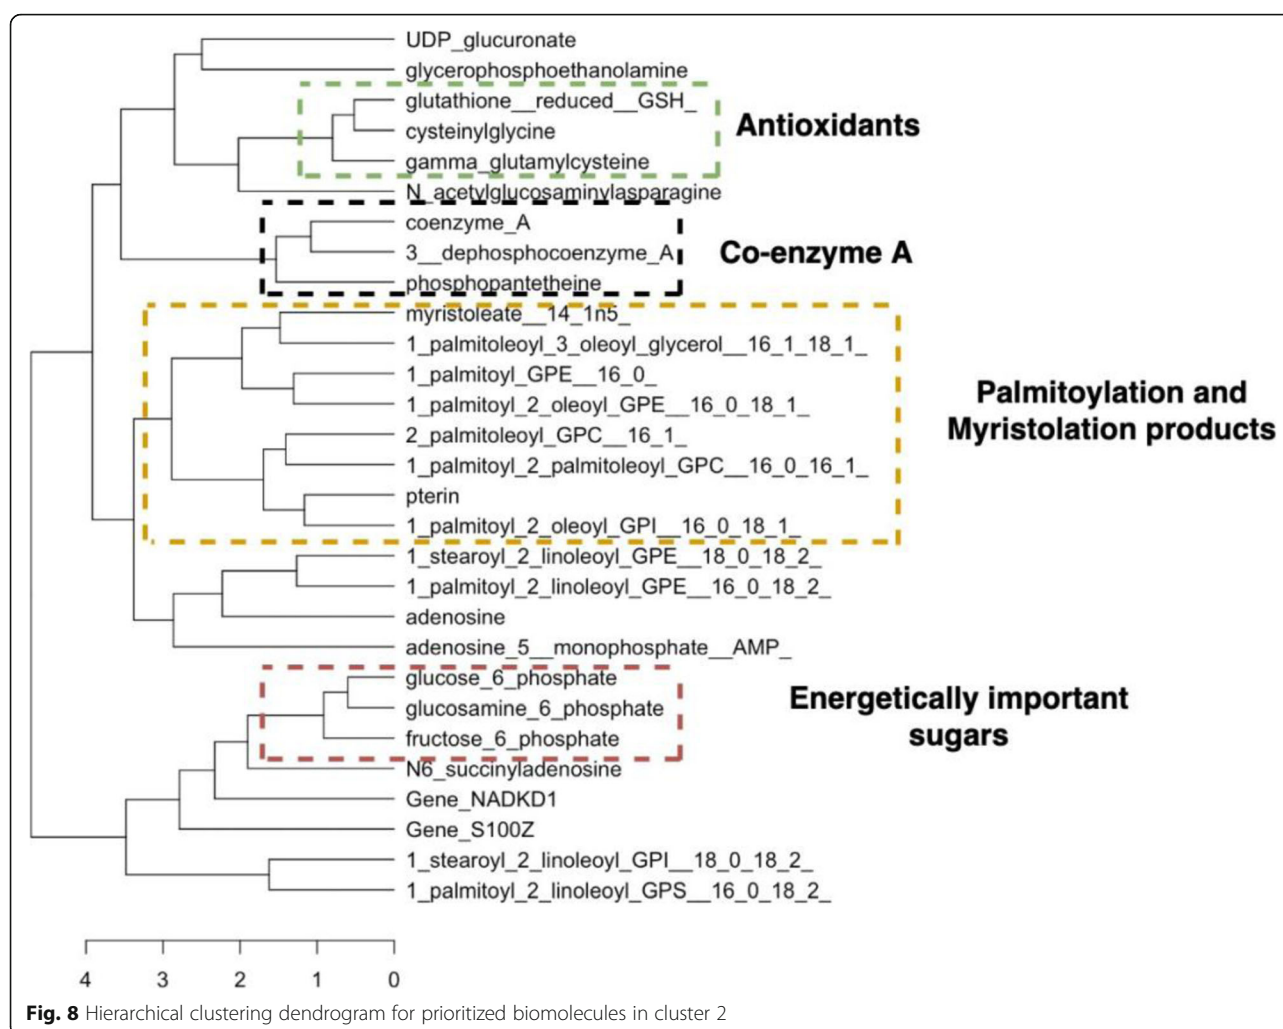 UDP_glucuronate
glycerophosphoethanolamine
glutathione__reduced__GSH_
cysteinylglycine
gamma_glutamylcysteine
Antioxidants
N_acetylglucosaminylasparagine
coenzyme_A
3__dephosphocoenzyme_A
phosphopantetheine
Co-enzyme A
myristoleate__14_1n5_
1_palmitoleoyl_3_oleoyl_glycerol__16_1_18_1_
1_palmitoyl_GPE__16_0_
1_palmitoyl_2_oleoyl_GPE__16_0_18_1_
2_palmitoleoyl_GPC__16_1_
1_palmitoyl_2_palmitoleoyl_GPC__16_0_16_1_
pterin
1_palmitoyl_2_oleoyl_GPI__16_0_18_1_
Palmitoylation and
Myristolation products
1_stearoyl_2_linoleoyl_GPE__18_0_18_2_
1_palmitoyl_2_linoleoyl_GPE__16_0_18_2_
adenosine
adenosine_5__monophosphate__AMP_
glucose_6_phosphate
glucosamine_6_phosphate
fructose_6_phosphate
Energetically important
sugars
N6_succinyladenosine
Gene_NADKD1
Gene_S100Z
1_stearoyl_2_linoleoyl_GPI__18_0_18_2_
1_palmitoyl_2_linoleoyl_GPS__16_0_18_2_
4 3 2 1 0
Fig. 8 Hierarchical clustering dendrogram for prioritized biomolecules in cluster 2